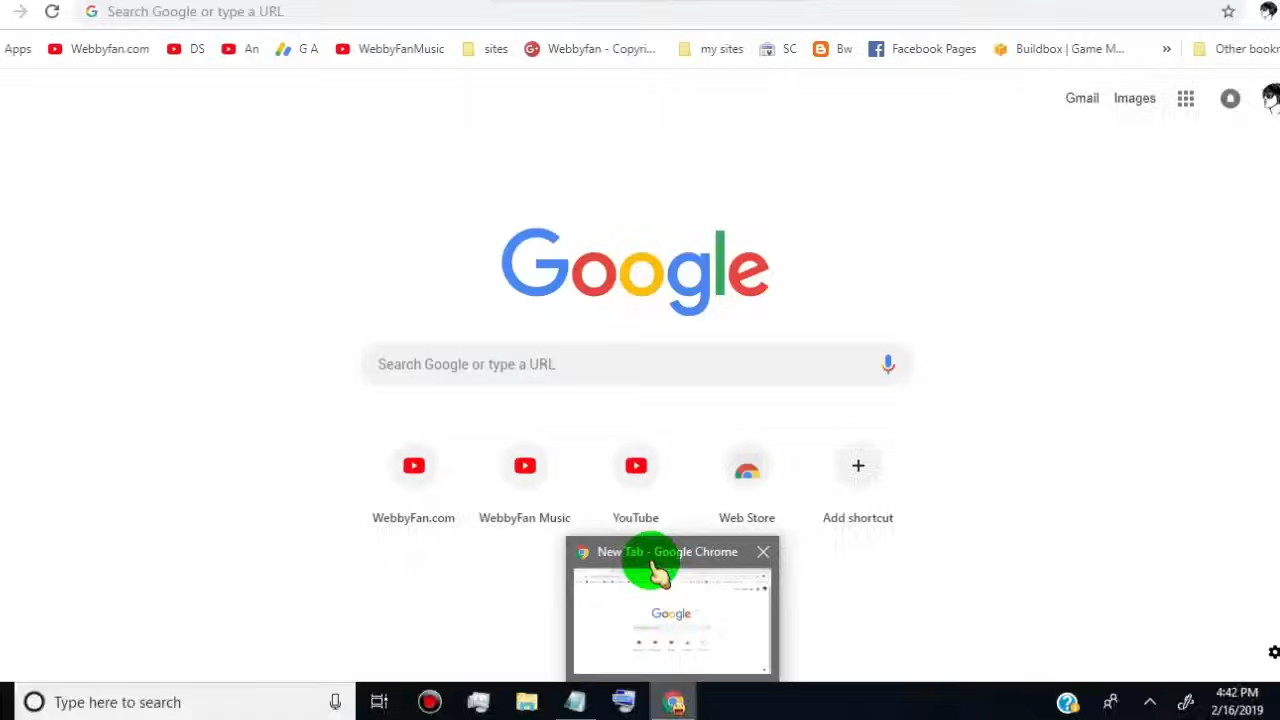 Search Google or type a URL
Apps Webbyfan.com DS An G A WebbyFanMusic sites Webbyfan - Copyri... my sites SC Bw Facebook Pages Buildbox | Game M... » Other book
Gmail Images
Google
Search Google or type a URL
WebbyFan.com WebbyFan Music YouTube Web Store Add shortcut
New Tab - Google Chrome
Google
Type here to search
4:42 PM
2/16/2019